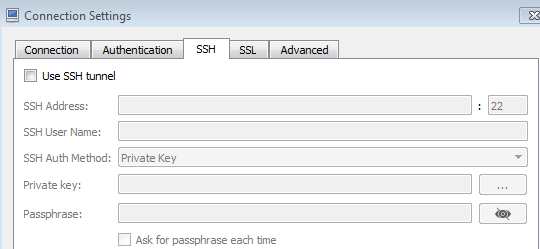 Connection Settings
Connection Authentication SSH SSL Advanced
Use SSH tunnel
SSH Address: : 22
SSH User Name:
SSH Auth Method: Private Key
Private key: ...
Passphrase:
Ask for passphrase each time